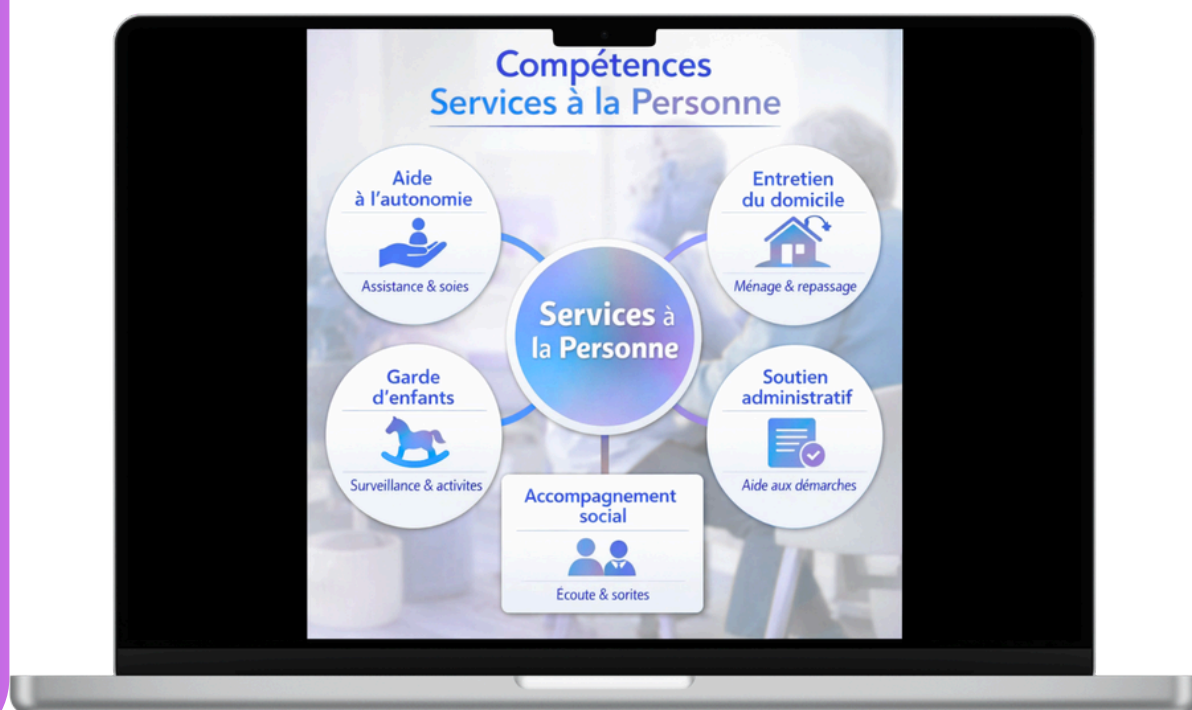 Compétences
Services à la Personne
Aide
à l'autonomie
Assistance & soies
Entretien
du domicile
Ménage & repassage
Services à
la Personne
Garde
d'enfants
Surveillance & activites
Soutien
administratif
Aide aux démarches
Accompagnement
social
Écoute & sorites